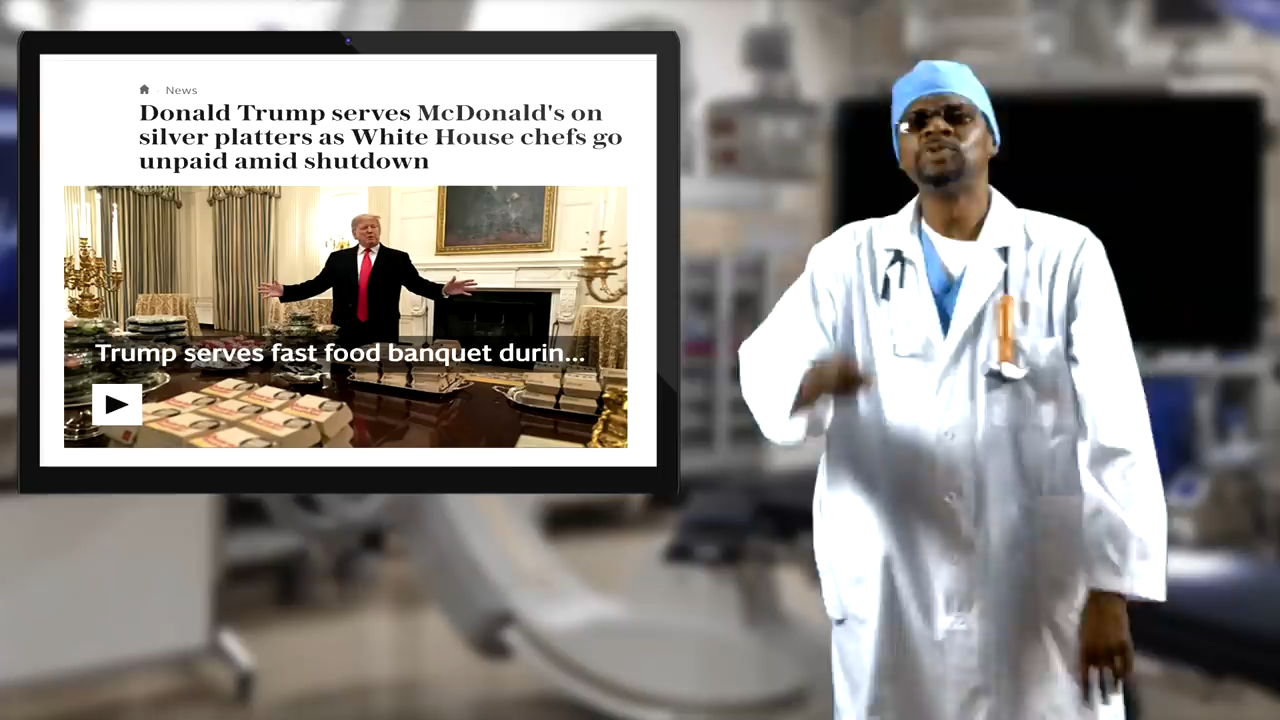 News
Donald Trump serves McDonald's on
silver platters as White House chefs go
unpaid amid shutdown
Trump serves fast food banquet durin...